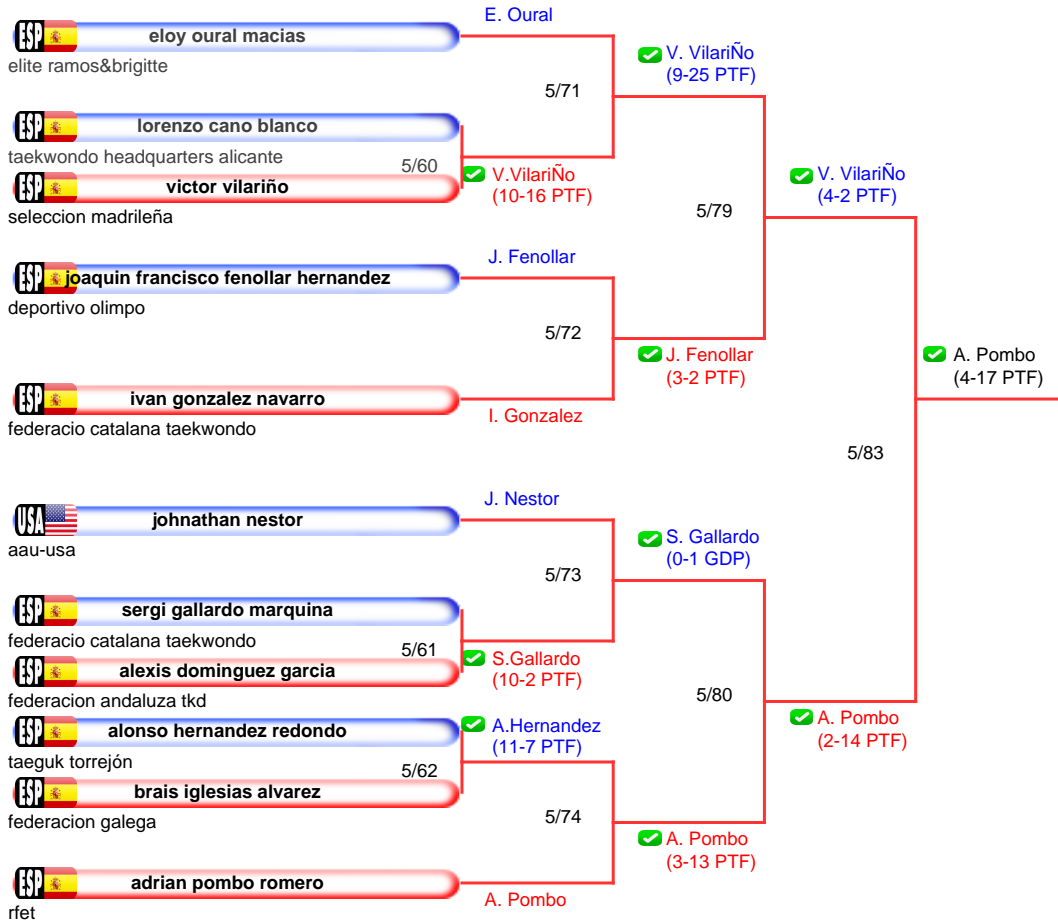 E. Oural
ESP eloy oural macias
elite ramos&brigitte
V. VilariÑo
(9-25 PTF)
5/71
ESP lorenzo cano blanco
taekwondo headquarters alicante
5/60
V.VilariÑo
(10-16 PTF)
ESP victor vilariño
seleccion madrileña
V. VilariÑo
(4-2 PTF)
5/79
J. Fenollar
ESP joaquin francisco fenollar hernandez
deportivo olimpo
5/72
J. Fenollar
(3-2 PTF)
A. Pombo
(4-17 PTF)
ESP ivan gonzalez navarro
I. Gonzalez
federacio catalana taekwondo
5/83
J. Nestor
USA johnathan nestor
aau-usa
S. Gallardo
(0-1 GDP)
5/73
ESP sergi gallardo marquina
federacio catalana taekwondo
5/61
S.Gallardo
(10-2 PTF)
ESP alexis dominguez garcia
federacion andaluza tkd
5/80
A. Pombo
(2-14 PTF)
ESP alonso hernandez redondo
A.Hernandez
(11-7 PTF)
taeguk torrejón
5/62
ESP brais iglesias alvarez
federacion galega
5/74
A. Pombo
(3-13 PTF)
ESP adrian pombo romero
A. Pombo
rfet